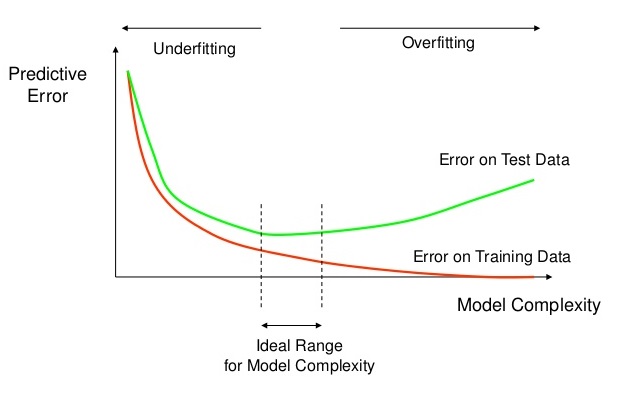 Underfitting
Overfitting
Predictive
Error
Error on Test Data
Error on Training Data
Model Complexity
Ideal Range
for Model Complexity